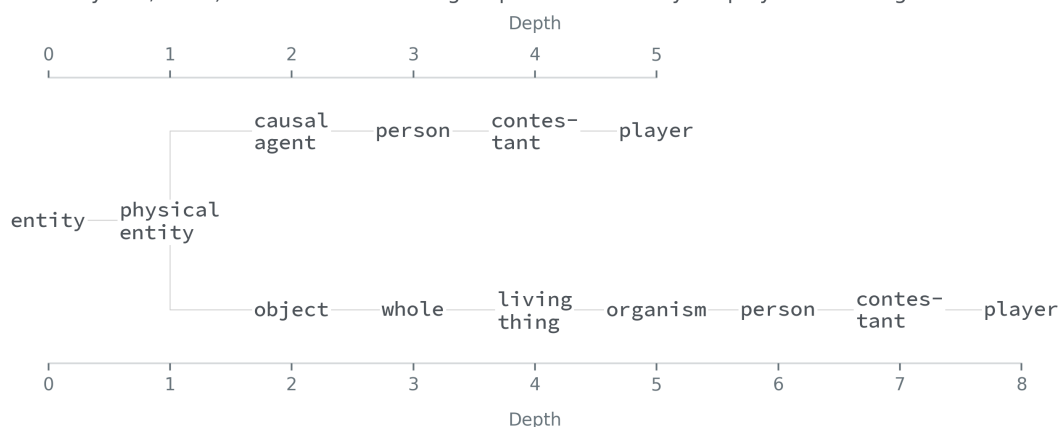 Depth
0 1 2 3 4 5
causal agent
person
contes-
tant
player
entity
physical
entity
object
whole
living
thing
organism
person
contes-
tant
player
0 1 2 3 4 5 6 7 8
Depth